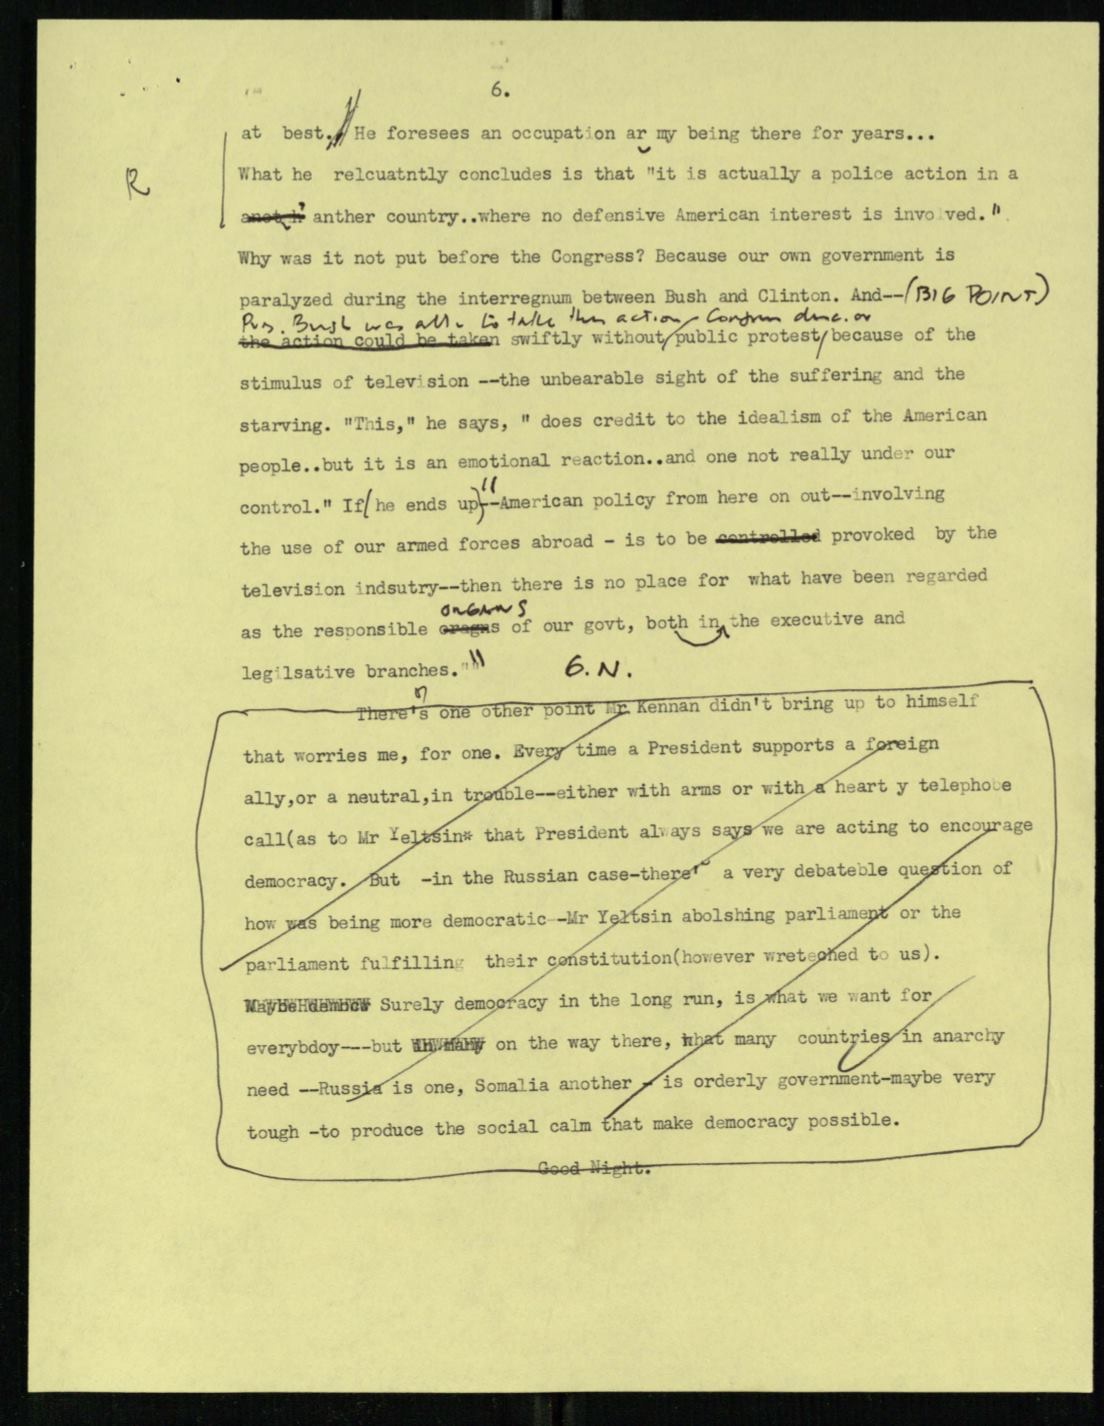 6.
at best. He foresees an occupation ar my being there for years...
R
What he relcuatntly concludes is that "it is actually a police action in a
anther country..where no defensive American interest is invo ved."
Why was it not put before the Congress? Because our own government is
paralyzed during the interregnum between Bush and Clinton. And--(BIG POINT)
Pres. Bush was able to take this action
the action could be taken swiftly without public protest because of the
stimulus of television --the unbearable sight of the suffering and the
starving. "This," he says, " does credit to the idealism of the American
people..but it is an emotional reaction..and one not really under our
control." If (he ends up) "--American policy from here on out--involving
the use of our armed forces abroad - is to be controlled provoked by the
television indsutry--then there is no place for what have been regarded
ORGANS
as the responsible oragns of our govt, both in the executive and
legilsative branches.""
G.N.
There's one other point Mr Kennan didn't bring up to himself
that worries me, for one. Every time a President supports a foreign
ally,or a neutral,in trouble--either with arms or with a heart y telephone
call(as to Mr Yeltsin* that President always says we are acting to encourage
democracy. But -in the Russian case-there's a very debateble question of
how was being more democratic -Mr Yeltsin abolshing parliament or the
parliament fulfilling their constitution(however wreteched to us).
Surely democracy in the long run, is what we want for
everybdoy---but on the way there, what many countries in anarchy
need --Russia is one, Somalia another - is orderly government-maybe very
tough -to produce the social calm that make democracy possible.
Good Night.